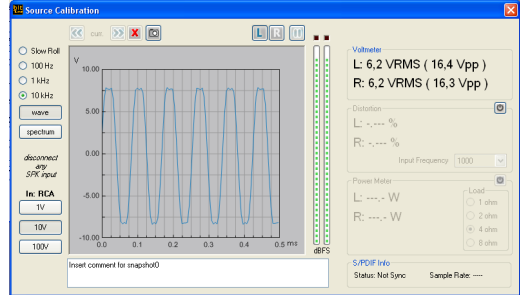 Source Calibration
<< cur. >> X
L R
Slow Roll
100 Hz
1 kHz
10 kHz
wave
spectrum
disconnect
any
SPK input
In: RCA
1V
10V
100V
V
10.00
5.00
0.00
-5.00
-10.00
0.0 0.1 0.2 0.3 0.4 0.5 ms
dBFS
Insert comment for snapshot0
Voltmeter
L: 6,2 VRMS ( 16,4 Vpp )
R: 6,2 VRMS ( 16,3 Vpp )
Distortion
L: -,--- %
R: -,--- %
Input Frequency 1000
Power Meter
L: ---,- W
R: ---,- W
Load
1 ohm
2 ohm
4 ohm
8 ohm
S/PDIF Info
Status: Not Sync Sample Rate: ----